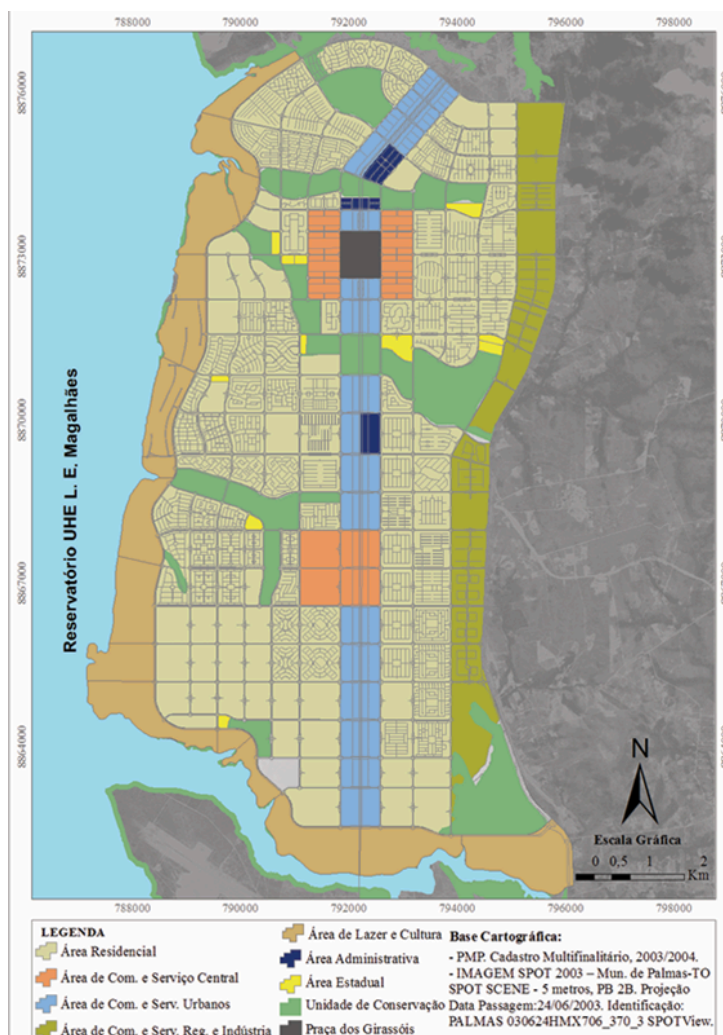 788000 790000 792000 794000 796000 798000
8876000
8873000
8870000
8867000
8864000
8873000
8870000
Reservatório UHE L. E. Magalhães
N
Escala Gráfica
0 0,5 1 2
Km
788000 790000 792000 794000 796000 798000
LEGENDA
Área Residencial
Área de Com. e Serviço Central
Área de Com. e Serv. Urbanos
Área de Com. e Serv. Reg. e Indústria
Área de Lazer e Cultura
Área Administrativa
Área Estadual
Unidade de Conservação
Praça dos Girassóis
Base Cartográfica:
- PMP. Cadastro Multifinalitário, 2003/2004.
- IMAGEM SPOT 2003 – Mun. de Palmas-TO
SPOT SCENE - 5 metros, PB 2B. Projeção
Data Passagem:24/06/2003. Identificação:
PALMAS 030624HMX706_370_3 SPOTView.